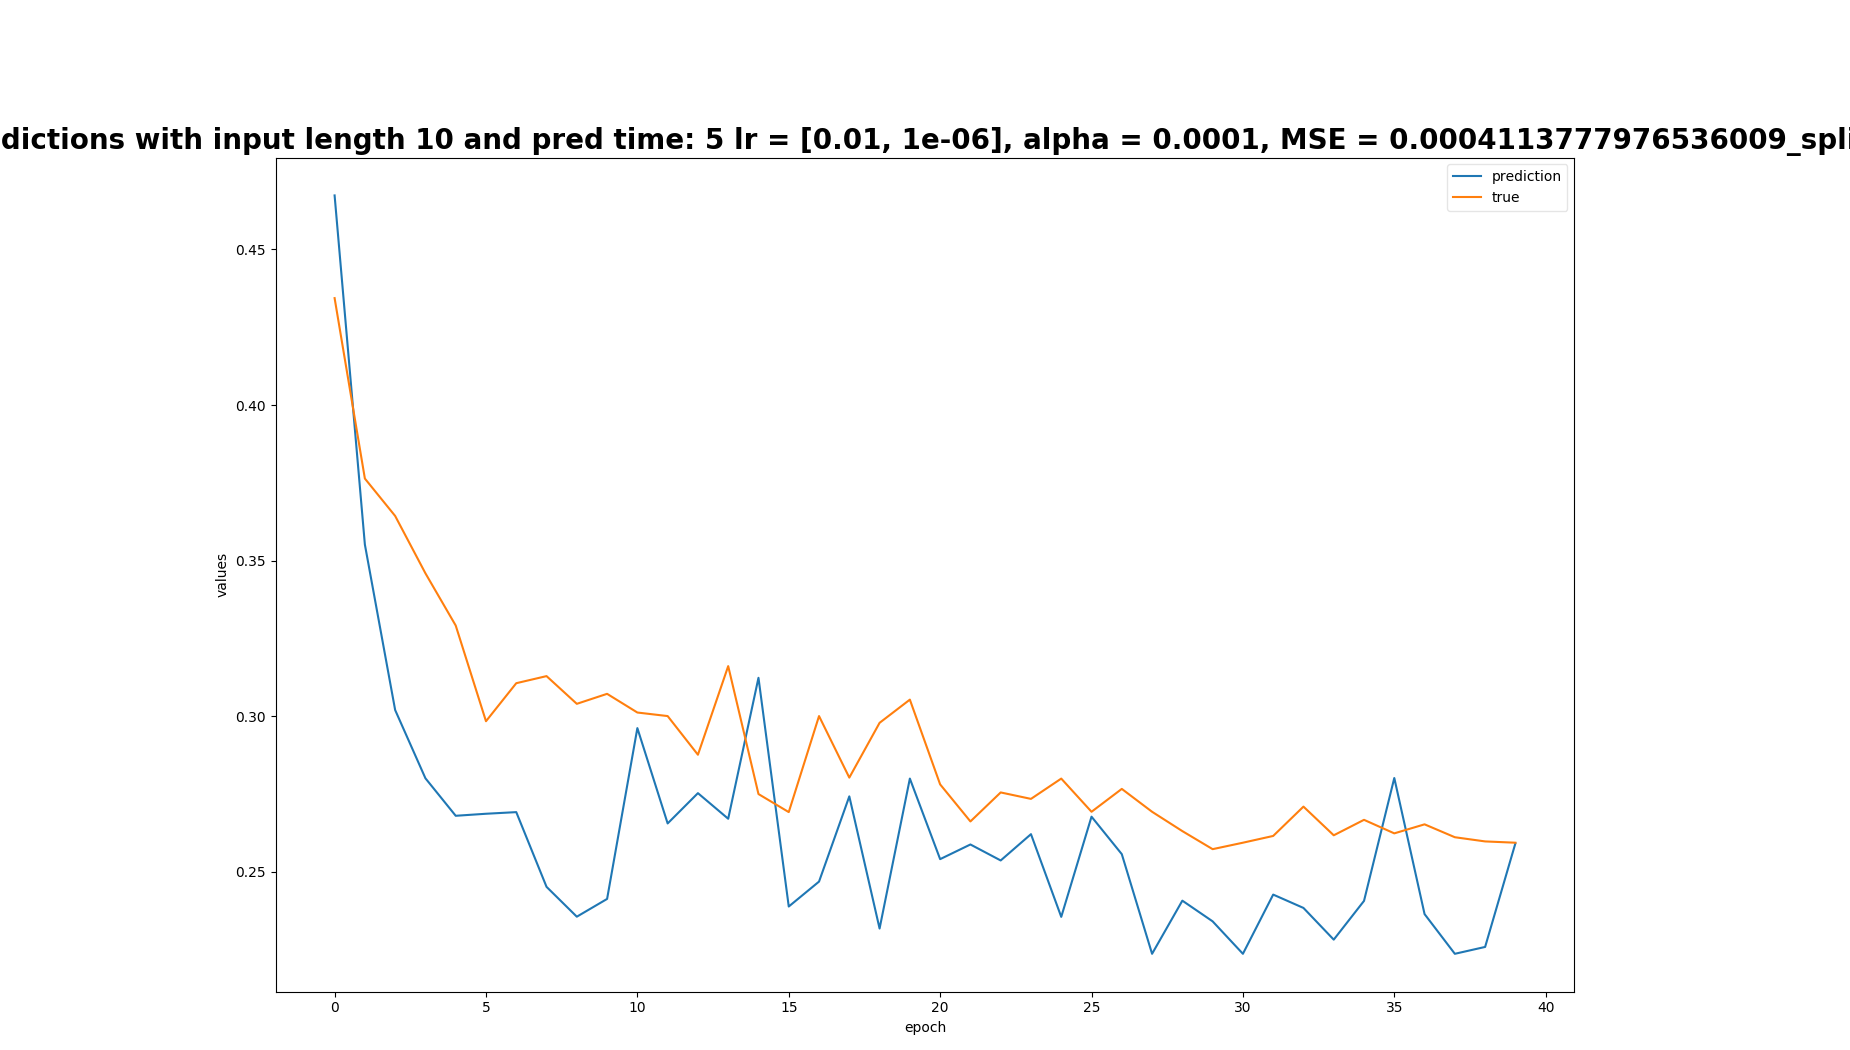 dictions with input length 10 and pred time: 5 lr = [0.01, 1e-06], alpha = 0.0001, MSE = 0.0004113777976536009_spli
prediction
true
0.45
0.40
0.35
0.30
0.25
values
0 5 10 15 20 25 30 35 40
epoch